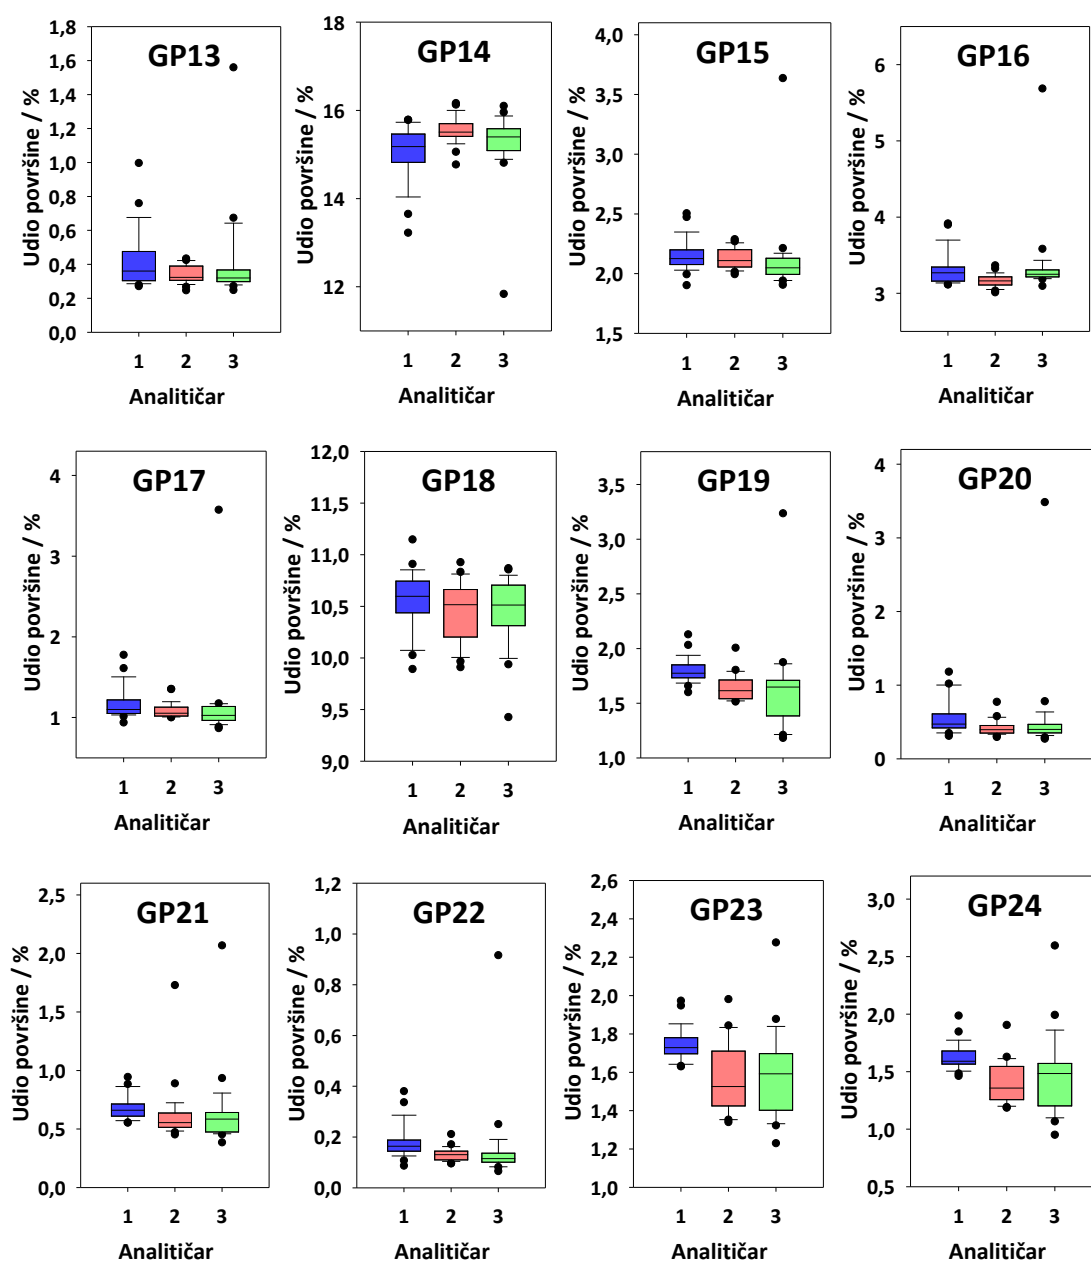 GP13
Udio površine / %
1,8
1,6
1,4
1,2
1,0
0,8
0,6
0,4
0,2
0,0
1 2 3
Analitičar
GP14
Udio površine / %
18
16
14
12
1 2 3
Analitičar
GP15
Udio površine / %
4,0
3,5
3,0
2,5
2,0
1,5
1 2 3
Analitičar
GP16
Udio površine / %
6
5
4
3
1 2 3
Analitičar
GP17
Udio površine / %
4
3
2
1
1 2 3
Analitičar
GP18
Udio površine / %
12,0
11,5
11,0
10,5
10,0
9,5
9,0
1 2 3
Analitičar
GP19
Udio površine / %
3,5
3,0
2,5
2,0
1,5
1,0
1 2 3
Analitičar
GP20
Udio površine / %
4
3
2
1
0
1 2 3
Analitičar
GP21
Udio površine / %
2,5
2,0
1,5
1,0
0,5
0,0
1 2 3
Analitičar
GP22
Udio površine / %
1,2
1,0
0,8
0,6
0,4
0,2
0,0
1 2 3
Analitičar
GP23
Udio površine / %
2,6
2,4
2,2
2,0
1,8
1,6
1,4
1,2
1,0
1 2 3
Analitičar
GP24
Udio površine / %
3,0
2,5
2,0
1,5
1,0
0,5
1 2 3
Analitičar